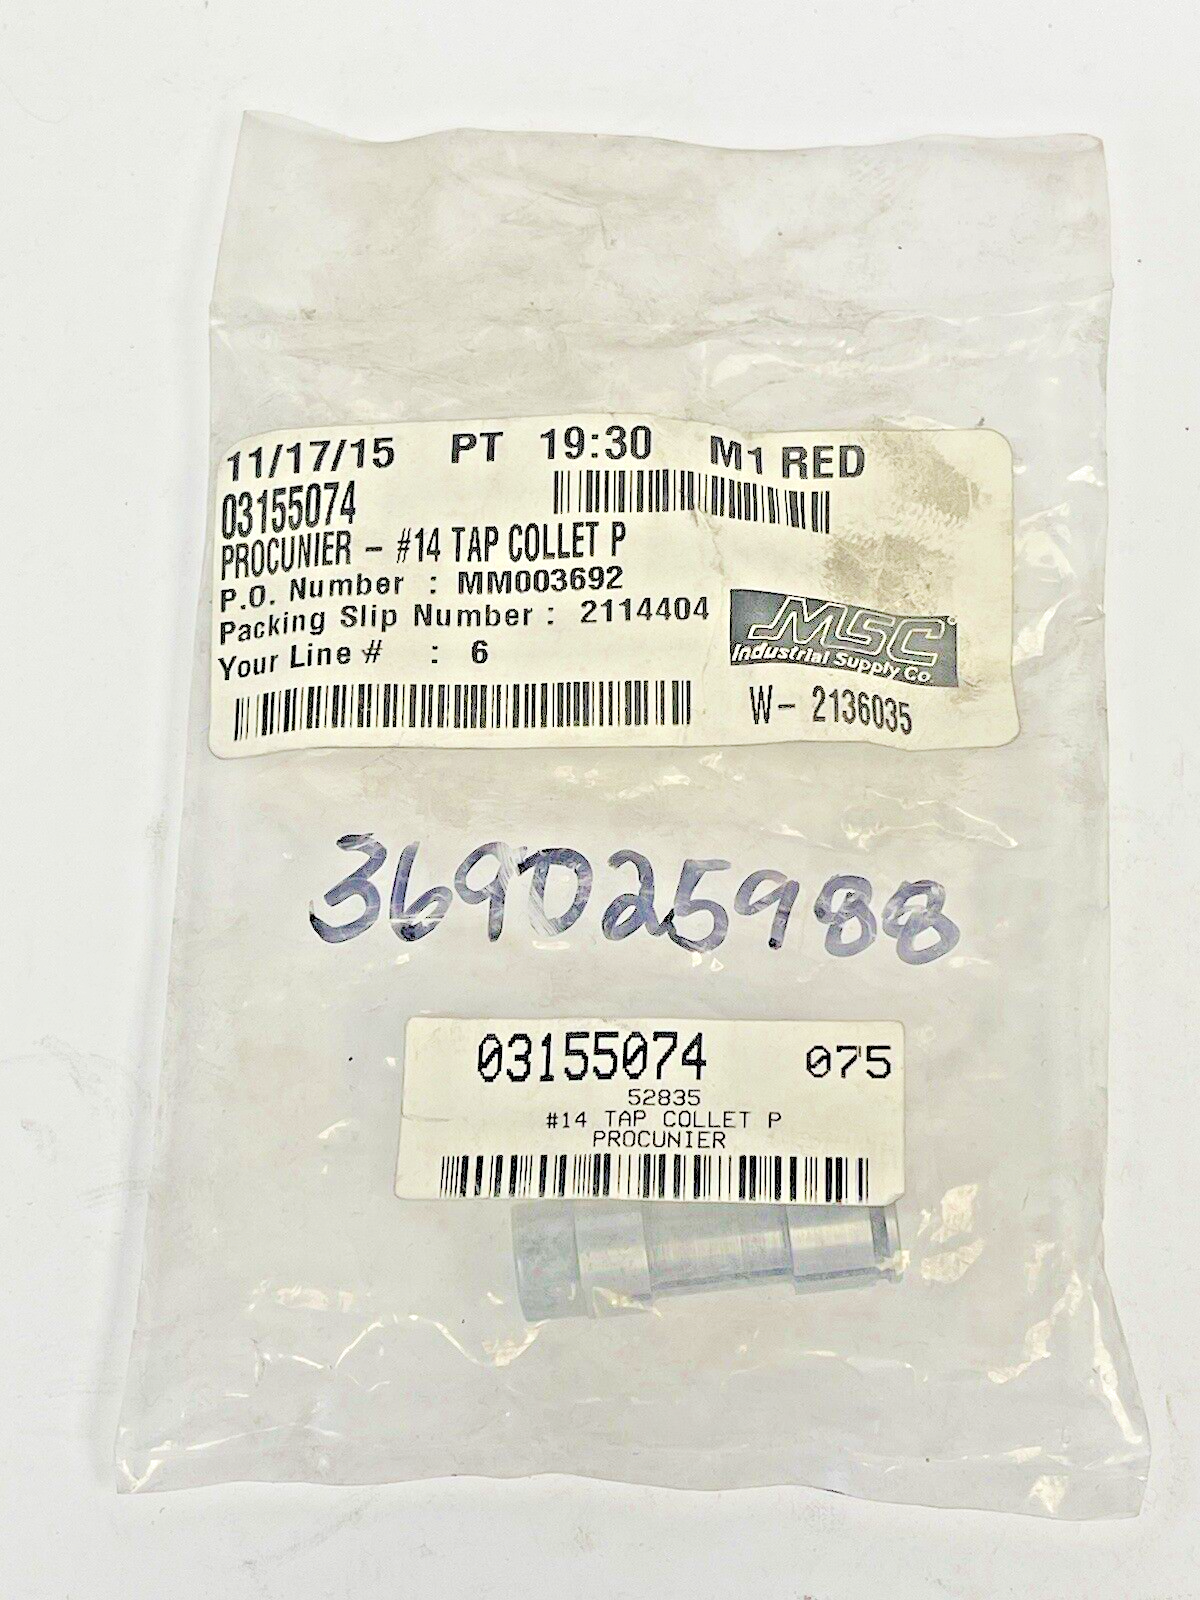 11/17/15 PT 19:30 M1 RED
03155074
PROCUNIER - #14 TAP COLLET P
P.O. Number : MM003692
Packing Slip Number : 2114404
Your Line # : 6
MSC
Industrial Supply Co.
W- 2136035
369025988
03155074 075
52835
#14 TAP COLLET P
PROCUNIER